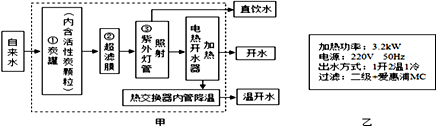 自来水
①炭罐
（内含活性炭颗粒）
②超滤膜
③紫外灯管
照射
电热开水器
加热
直饮水
开水
热交换器内管降温
温开水
甲
加热功率：3.2kW
电源：220V 50Hz
出水方式：1开2温1冷
过滤：二级+爱惠浦MC
乙